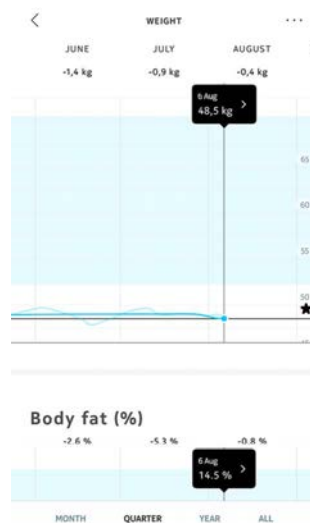 WEIGHT
JUNE JULY AUGUST
-1,4 kg -0,9 kg -0,4 kg
6 Aug
48,5 kg
65
60
55
50
45
Body fat (%)
-2.6 % -5.3 % -0.8 %
6 Aug
14.5 %
MONTH QUARTER YEAR ALL